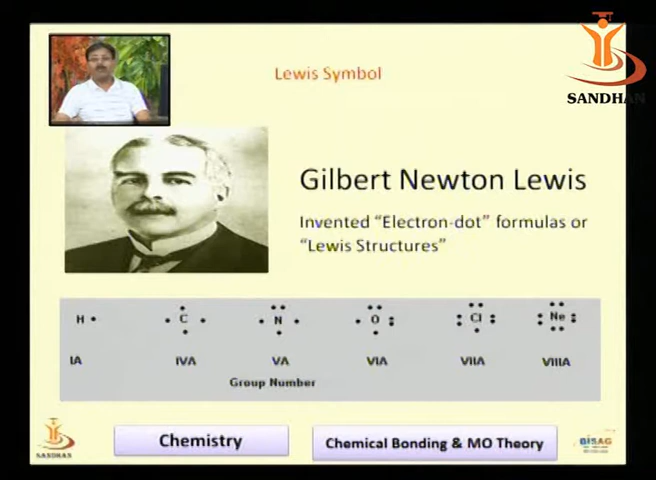 Lewis Symbol
SANDHAN
Gilbert Newton Lewis
Invented “Electron-dot” formulas or
“Lewis Structures”
H C N O Cl Ne
IA IVA VA VIA VIIA VIIIA
Group Number
SANDHAN
Chemistry
Chemical Bonding & MO Theory
BISAG